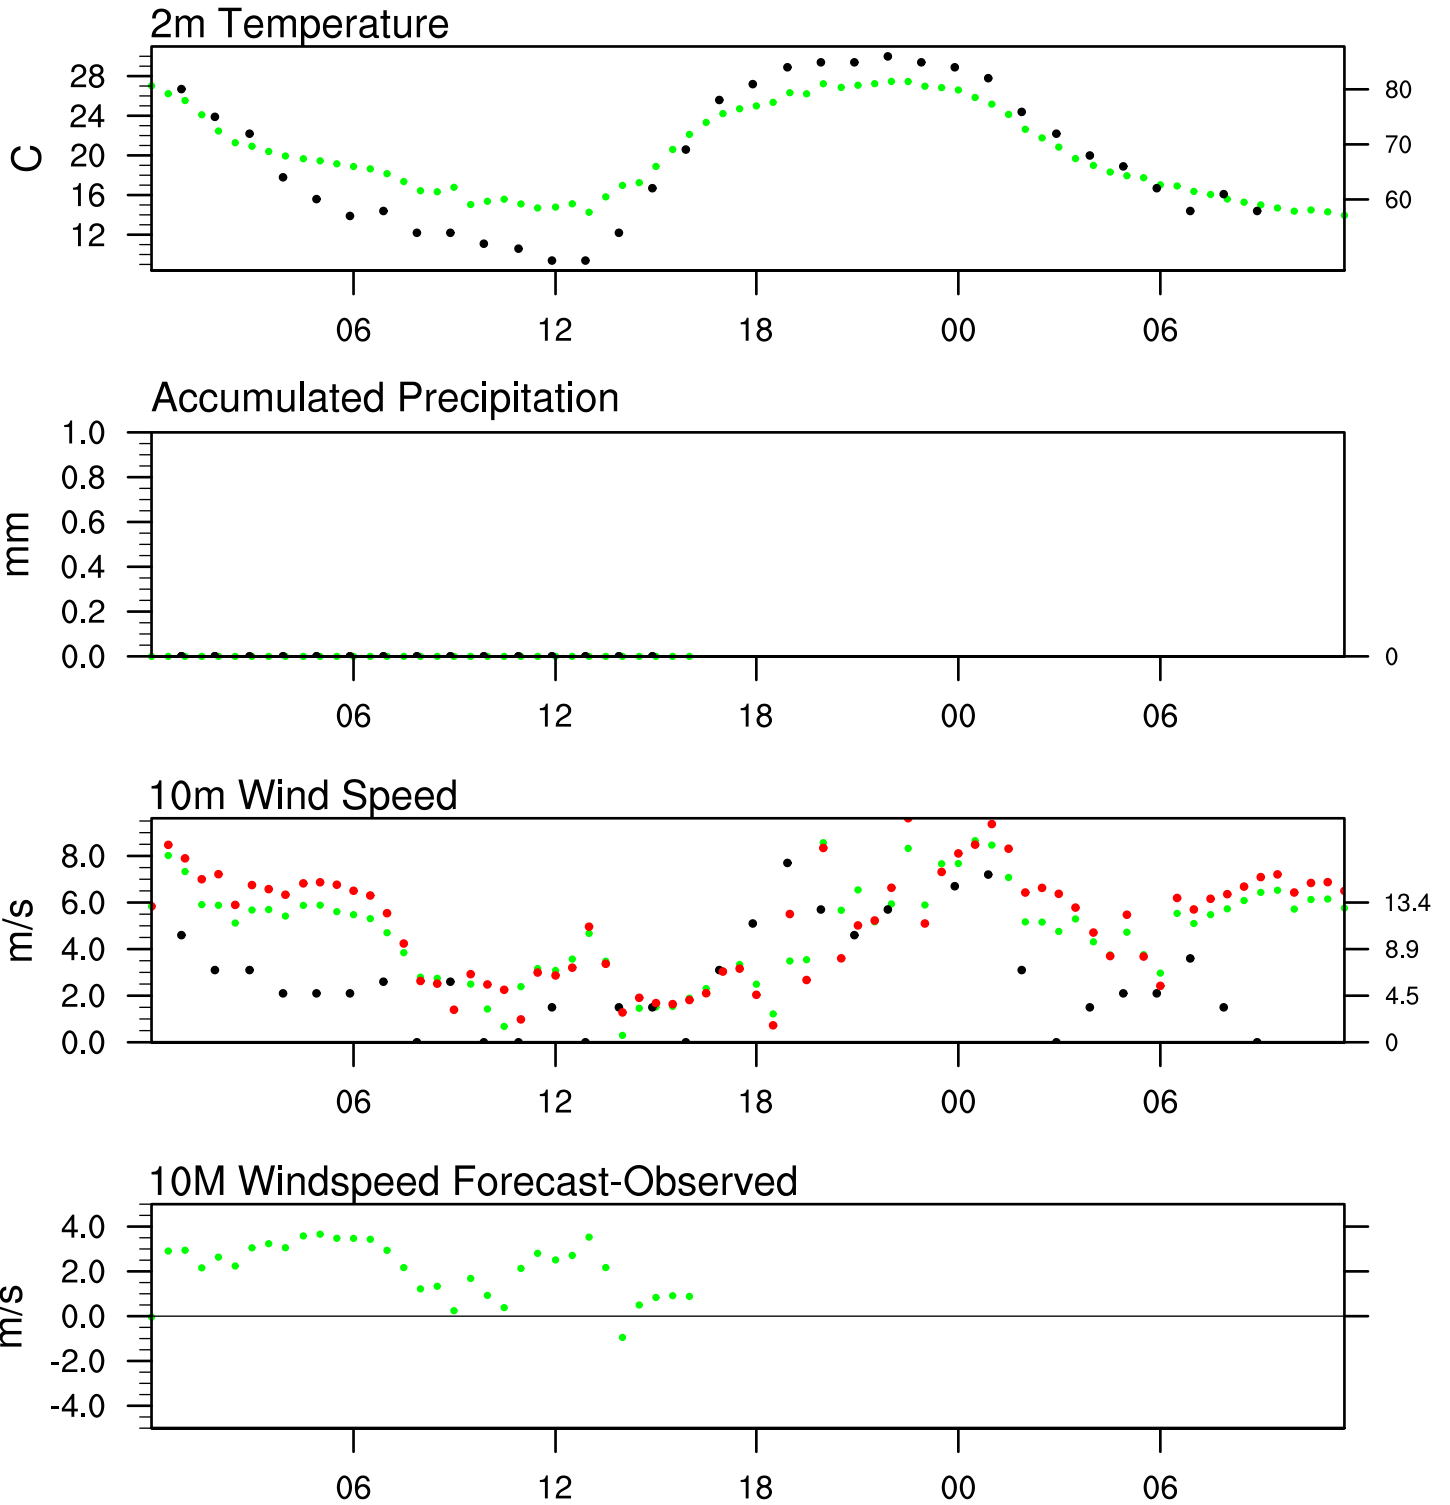 2m Temperature
28
24
20
16
12
C
80
70
60
06 12 18 00 06
Accumulated Precipitation
1.0
0.8
0.6
0.4
0.2
0.0
mm
0
06 12 18 00 06
10m Wind Speed
8.0
6.0
4.0
2.0
0.0
m/s
13.4
8.9
4.5
0
06 12 18 00 06
10M Windspeed Forecast-Observed
4.0
2.0
0.0
-2.0
-4.0
m/s
06 12 18 00 06